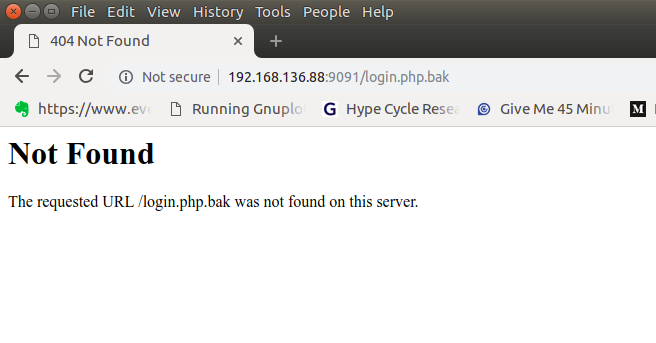 File Edit View History Tools People Help
404 Not Found
Not secure 192.168.136.88:9091/login.php.bak
https://www.eve Running Gnuplo G Hype Cycle Resea Give Me 45 Minu M
Not Found
The requested URL /login.php.bak was not found on this server.